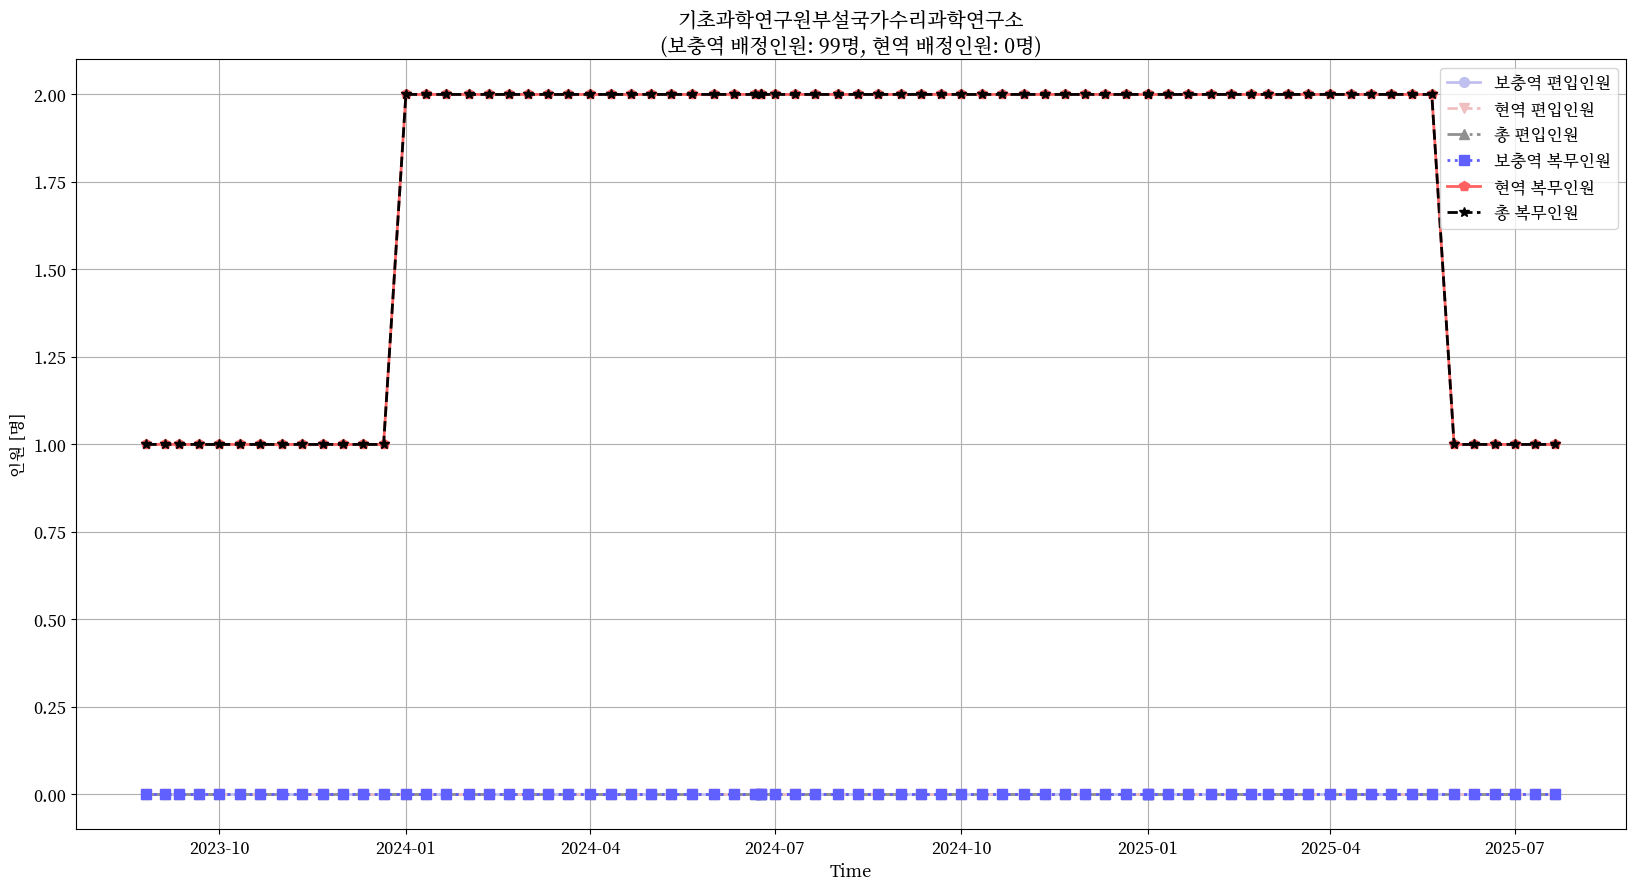 기초과학연구원부설국가수리과학연구소
(보충역 배정인원: 99명, 현역 배정인원: 0명)
보충역 편입인원
현역 편입인원
총 편입인원
보충역 복무인원
현역 복무인원
총 복무인원
2.00
1.75
1.50
1.25
1.00
0.75
0.50
0.25
0.00
인원 [명]
2023-10
2024-01
2024-04
2024-07
2024-10
2025-01
2025-04
2025-07
Time